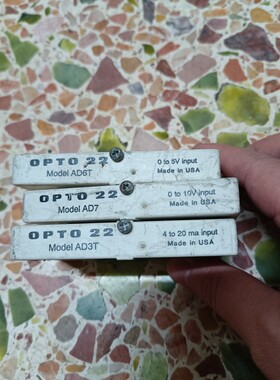 OPTO 22
0 to 5V input
Model AD6T
Made in USA
OPTO 22
0 to 10V input
Model AD7
Made in USA
OPTO 22
4 to 20 ma input
Model AD3T
Made in USA